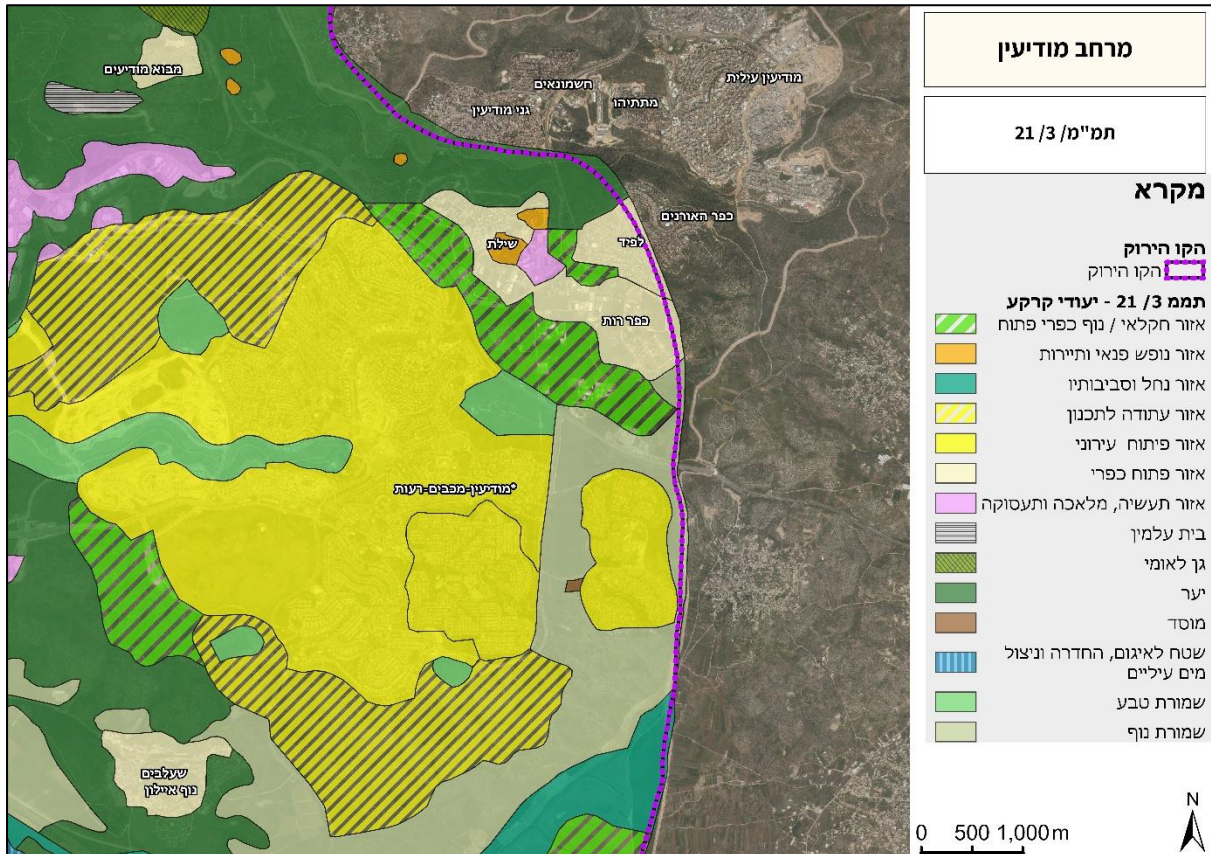 מרחב מודיעין
תמ"מ/ 3/ 21
מקרא
הקו הירוק
הקו הירוק
תממ 3/ 21 - יעודי קרקע
אזור חקלאי / נוף כפרי פתוח
אזור נופש פנאי ותיירות
אזור נחל וסביבותיו
אזור עתודה לתכנון
אזור פיתוח עירוני
אזור פתוח כפרי
אזור תעשיה, מלאכה ותעסוקה
בית עלמין
גן לאומי
יער
מוסד
שטח לאיגום, החדרה וניצול
מים עיליים
שמורת טבע
שמורת נוף
N
0 500 1,000m
מבוא מודיעים
מודיעין עילית
חשמונאים
מתתיהו
גני מודיעין
כפר האורנים
לפיד
שילת
כפר רות
מודיעין-מכבים-רעות*
שעלבים
נוף איילון